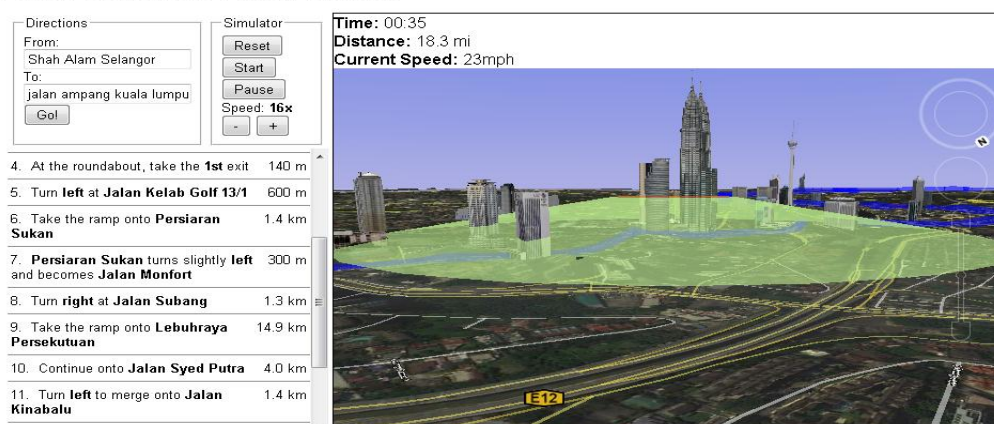 Directions
From:
Shah Alam Selangor
To:
jalan ampang kuala lumpu
Go!
Simulator
Reset
Start
Pause
Speed: 16x
- +
4. At the roundabout, take the 1st exit 140 m
5. Turn left at Jalan Kelab Golf 13/1 600 m
6. Take the ramp onto Persiaran 1.4 km
Sukan
7. Persiaran Sukan turns slightly left 300 m
and becomes Jalan Monfort
8. Turn right at Jalan Subang 1.3 km
9. Take the ramp onto Lebuhraya 14.9 km
Persekutuan
10. Continue onto Jalan Syed Putra 4.0 km
11. Turn left to merge onto Jalan 1.4 km
Kinabalu
Time: 00:35
Distance: 18.3 mi
Current Speed: 23mph
N
E12